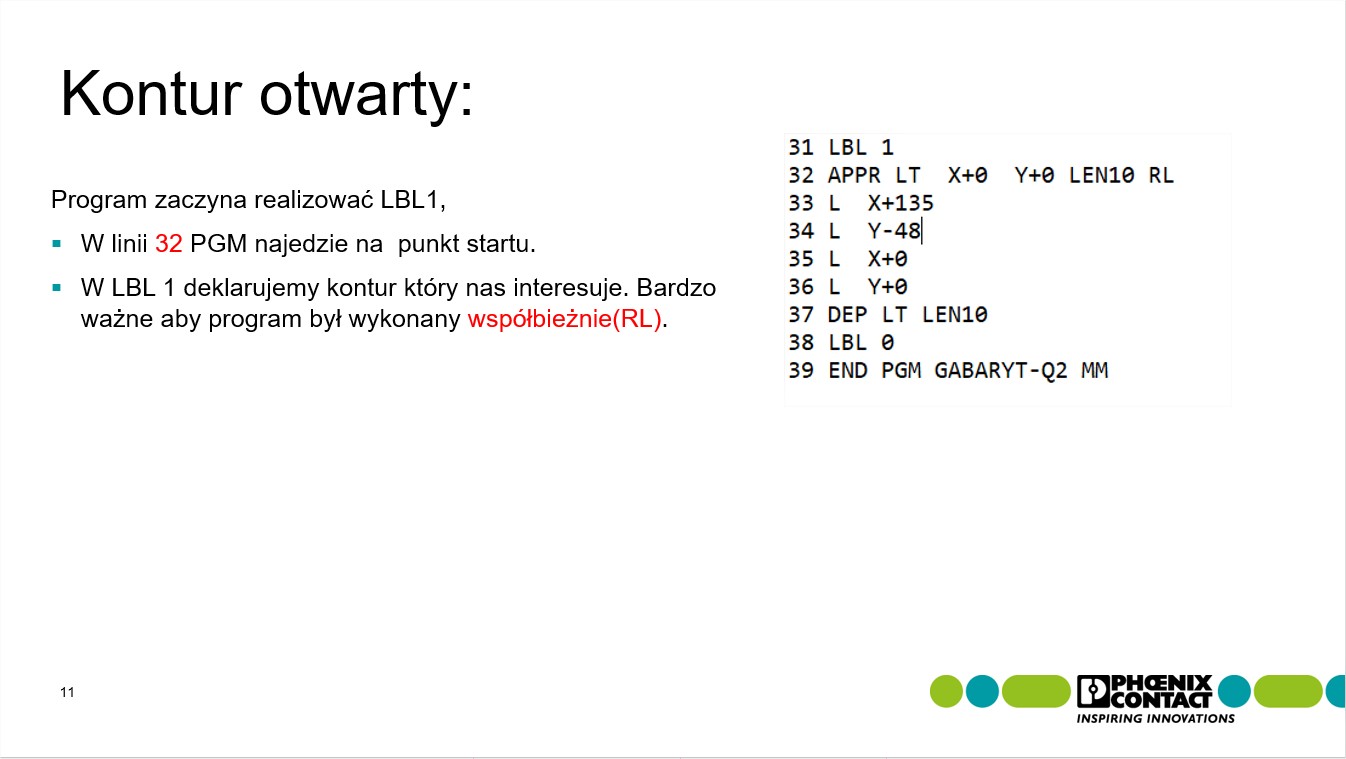 Kontur otwarty:
Program zaczyna realizować LBL1,
▪ W linii 32 PGM najedzie na  punkt startu.
▪ W LBL 1 deklarujemy kontur który nas interesuje. Bardzo
ważne aby program był wykonany współbieżnie(RL).
31 LBL 1
32 APPR LT  X+0  Y+0 LEN10 RL
33 L  X+135
34 L  Y-48
35 L  X+0
36 L  Y+0
37 DEP LT LEN10
38 LBL 0
39 END PGM GABARYT-Q2 MM
11
PHŒNIX
CONTACT
INSPIRING INNOVATIONS